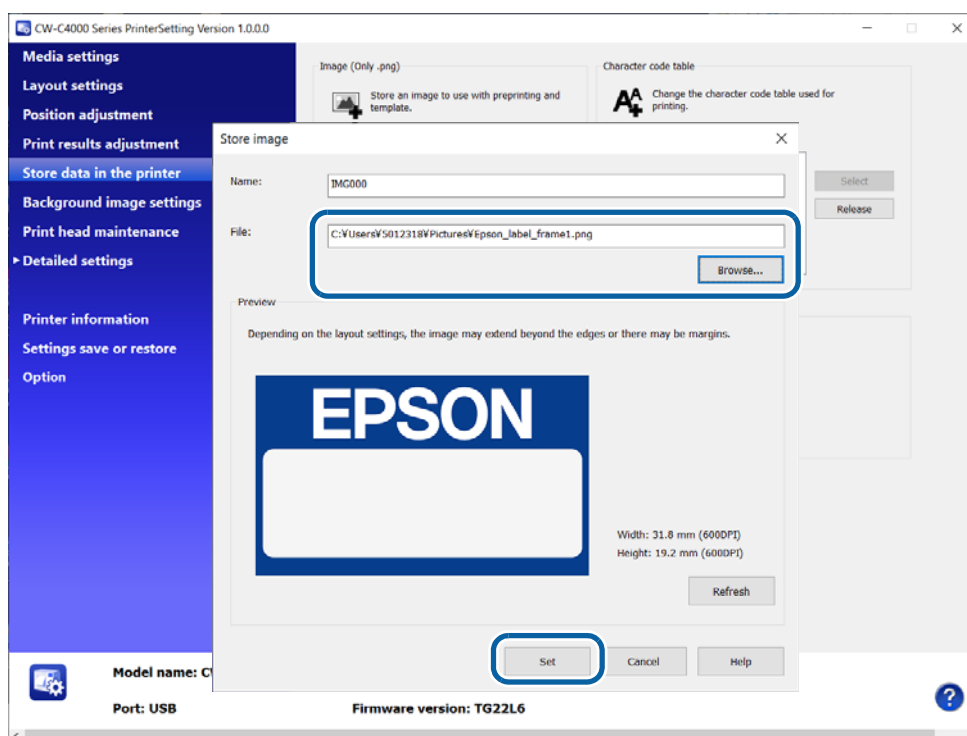 CW-C4000 Series PrinterSetting Version 1.0.0.0
Media settings
Layout settings
Position adjustment
Print results adjustment
Store data in the printer
Background image settings
Print head maintenance
Detailed settings
Printer information
Settings save or restore
Option
Image (Only .png)
Store an image to use with preprinting and
template.
Character code table
Change the character code table used for
printing.
Select
Release
Store image
Name:
IMG000
File:
C:¥Users¥5012318¥Pictures¥Epson_label_frame1.png
Browse...
Preview
Depending on the layout settings, the image may extend beyond the edges or there may be margins.
EPSON
Width: 31.8 mm (600DPI)
Height: 19.2 mm (600DPI)
Refresh
Set
Cancel
Help
Model name:
Port: USB
Firmware version: TG22L6
?